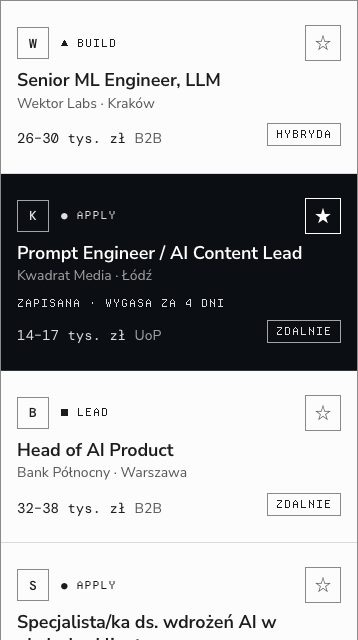 W ▲ BUILD ☆
Senior ML Engineer, LLM
Wektor Labs · Kraków
26–30 tys. zł B2B HYBRYDA
K ● APPLY ★
Prompt Engineer / AI Content Lead
Kwadrat Media · Łódź
ZAPISANA · WYGASA ZA 4 DNI
14–17 tys. zł UoP ZDALNIE
B ■ LEAD ☆
Head of AI Product
Bank Północny · Warszawa
32–38 tys. zł B2B ZDALNIE
S ● APPLY ☆
Specjalista/ka ds. wdrożeń AI w